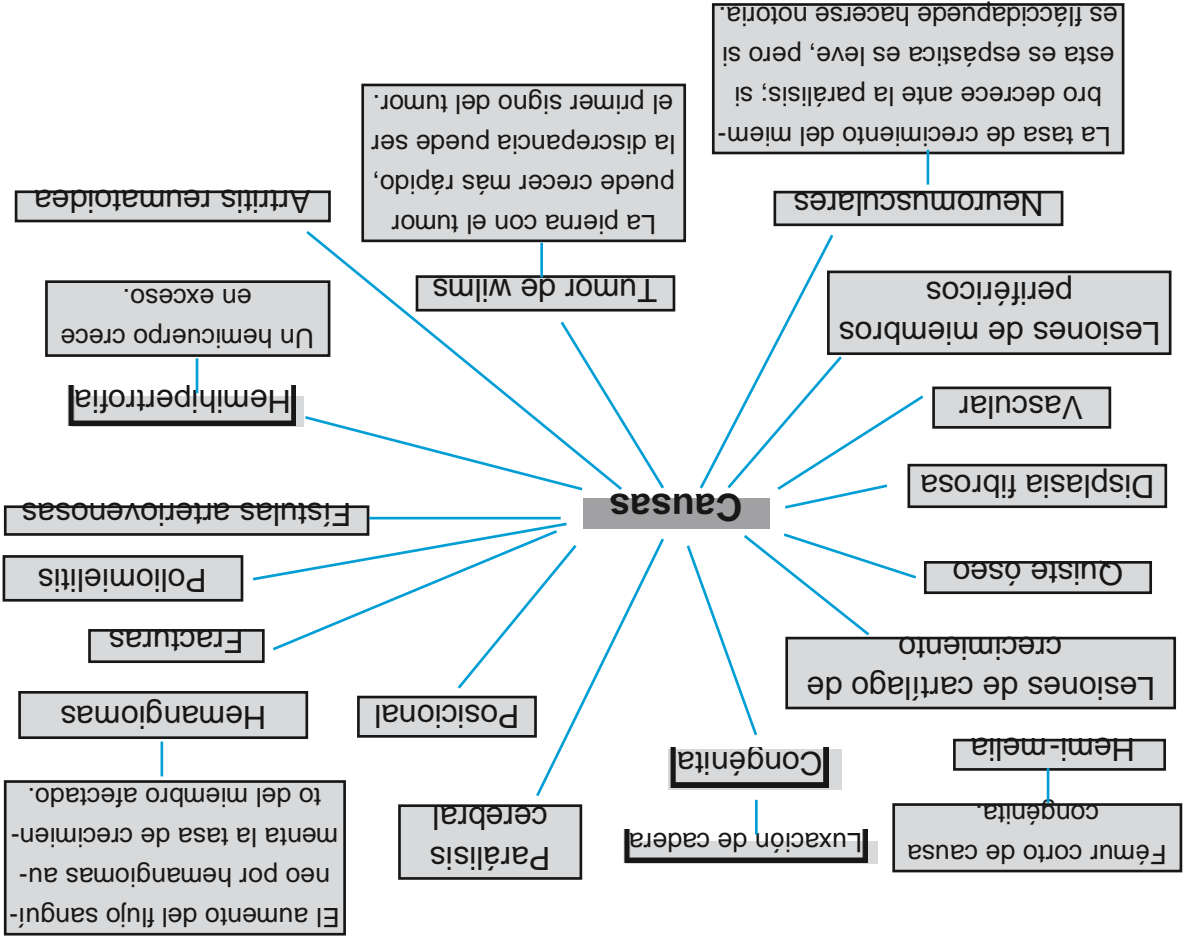 El aumento del flujo sanguí-
neo por hemangiomas au-
menta la tasa de crecimien-
to del miembro afectado.
Fémur corto de causa
congénita.
Luxación de cadera
Parálisis
cerebral
Hemi-melia
Congénita
Posicional
Hemangiomas
Lesiones de cartílago de
crecimiento
Fracturas
Quiste óseo
Poliomielitis
Fístulas arteriovenosas
Causas
Displasia fibrosa
Vascular
Hemihipertrofia
Un hemicuerpo crece
en exceso.
Lesiones de miembros
periféricos
Tumor de wilms
La pierna con el tumor
puede crecer más rápido,
la discrepancia puede ser
el primer signo del tumor.
Artritis reumatoidea
Neuromusculares
La tasa de crecimiento del miem-
bro decrece ante la parálisis; si
esta es espástica es leve, pero si
es fláccidapuede hacerse notoria.